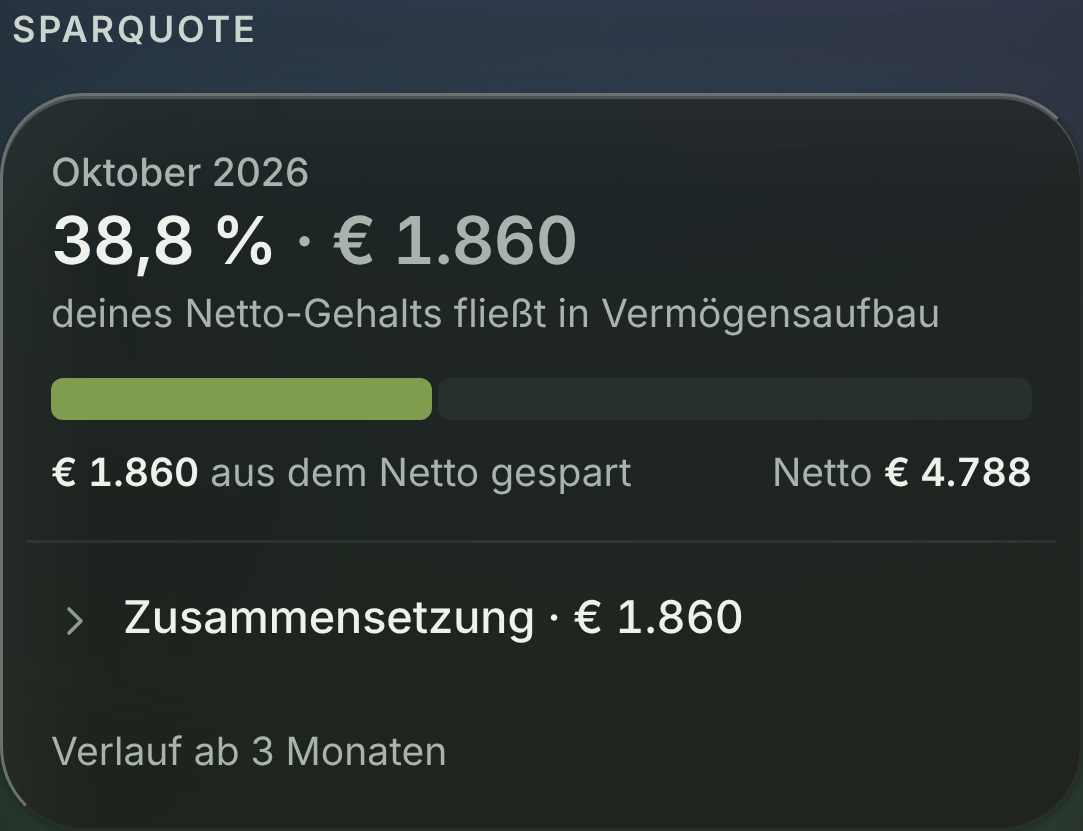 SPARQUOTE
Oktober 2026
38,8 % · € 1.860
deines Netto-Gehalts fließt in Vermögensaufbau
€ 1.860 aus dem Netto gespart Netto € 4.788
Zusammensetzung · € 1.860
Verlauf ab 3 Monaten